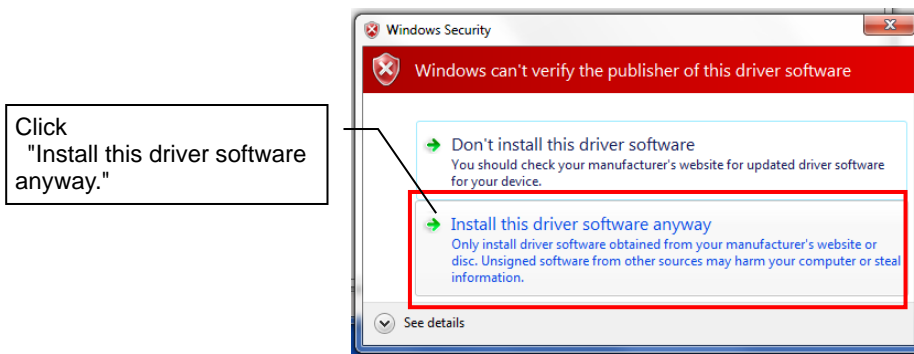 Windows Security
Windows can't verify the publisher of this driver software
Click
"Install this driver software
anyway."
Don't install this driver software
You should check your manufacturer's website for updated driver software
for your device.
Install this driver software anyway
Only install driver software obtained from your manufacturer's website or
disc. Unsigned software from other sources may harm your computer or steal
information.
See details